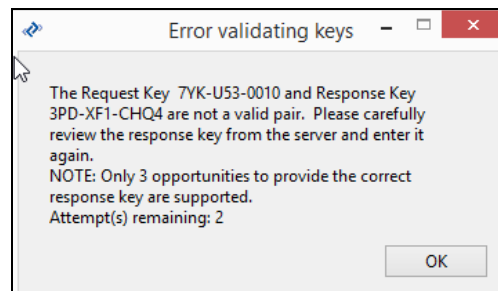 Error validating keys
The Request Key 7YK-U53-0010 and Response Key
3PD-XF1-CHQ4 are not a valid pair. Please carefully
review the response key from the server and enter it
again.
NOTE: Only 3 opportunities to provide the correct
response key are supported.
Attempt(s) remaining: 2
OK